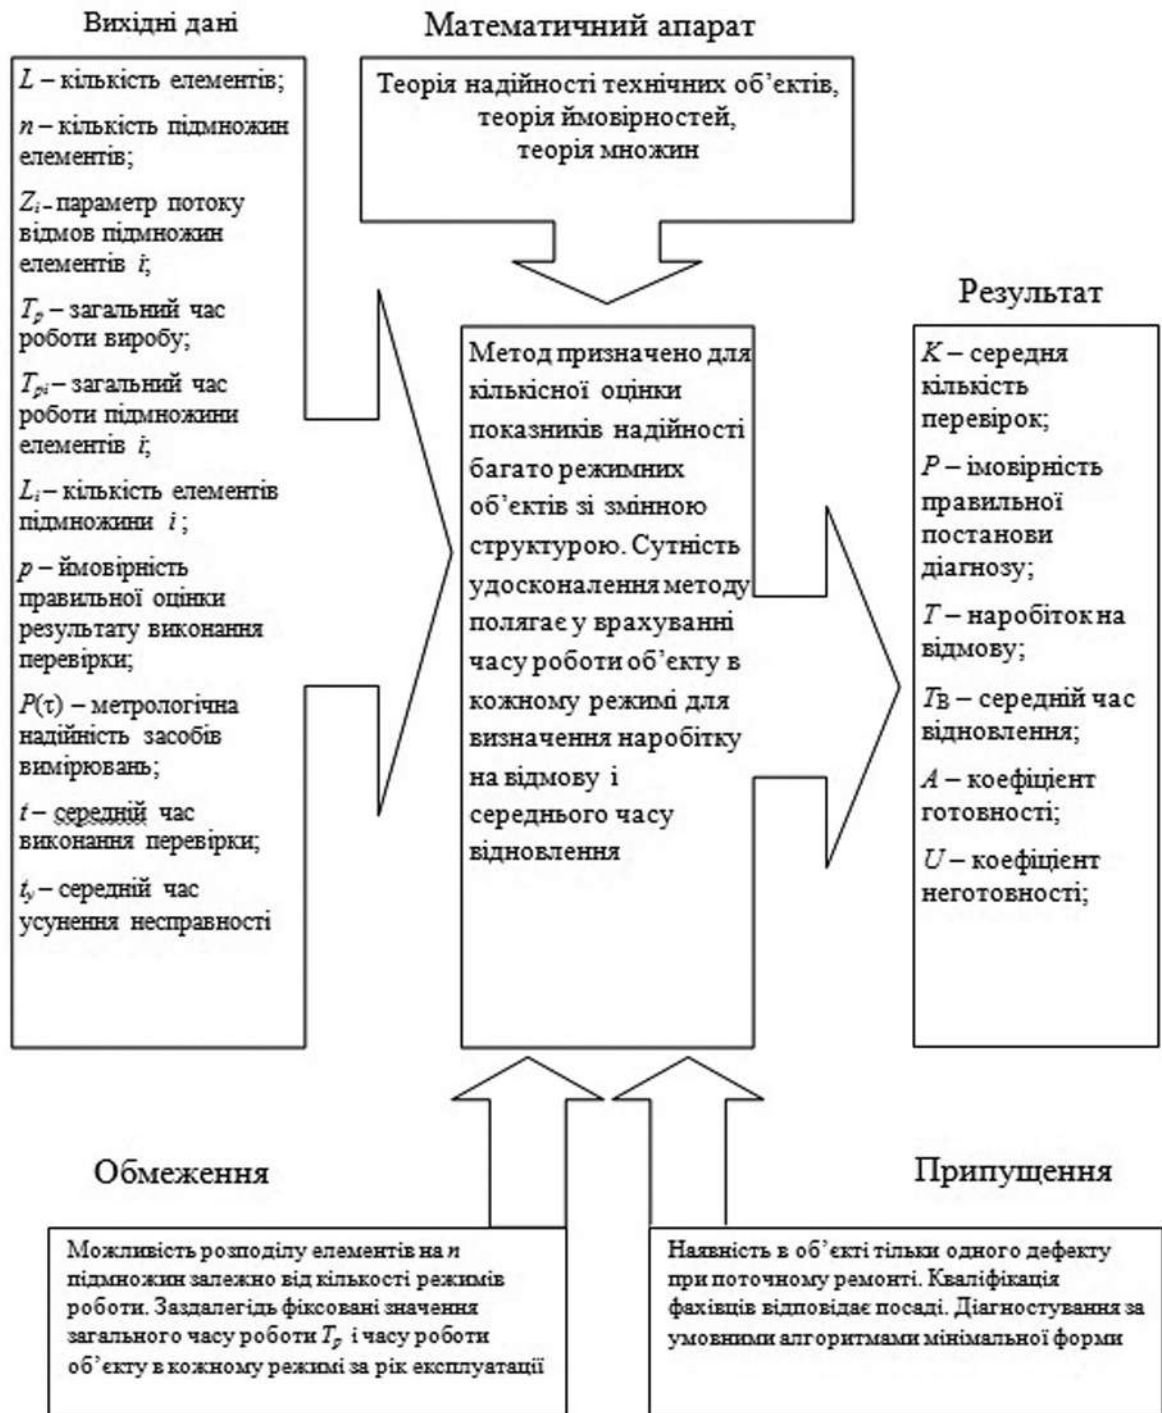 Вихідні дані
L – кількість елементів;
n – кількість підмножин
елементів;
Zi – параметр потоку
відмов підмножин
елементів i;
Tp – загальний час
роботи виробу;
Tpi – загальний час
роботи підмножини
елементів i;
Li – кількість елементів
підмножини i ;
p – ймовірність
правильної оцінки
результату виконання
перевірки;
P(τ) – метрологічна
надійність засобів
вимірювань;
t – середній час
виконання перевірки;
ty – середній час
усунення несправності
Математичний апарат
Теорія надійності технічних об’єктів,
теорія ймовірностей,
теорія множин
Метод призначено для
кількісної оцінки
показників надійності
багато режимних
об’єктів зі змінною
структурою. Сутність
удосконалення методу
полягає у врахуванні
часу роботи об’єкту в
кожному режимі для
визначення наробітку
на відмову і
середнього часу
відновлення
Результат
K – середня
кількість
перевірок;
P – імовірність
правильної
постанови
діагнозу;
T – наробіток на
відмову;
TВ – середній час
відновлення;
A – коефіцієнт
готовності;
U – коефіцієнт
неготовності;
Обмеження
Можливість розподілу елементів на n
підмножин залежно від кількості режимів
роботи. Заздалегідь фіксовані значення
загального часу роботи Tp і часу роботи
об’єкту в кожному режимі за рік експлуатації
Припущення
Наявність в об’єкті тільки одного дефекту
при поточному ремонті. Кваліфікація
фахівців відповідає посаді. Діагностування за
умовними алгоритмами мінімальної форми